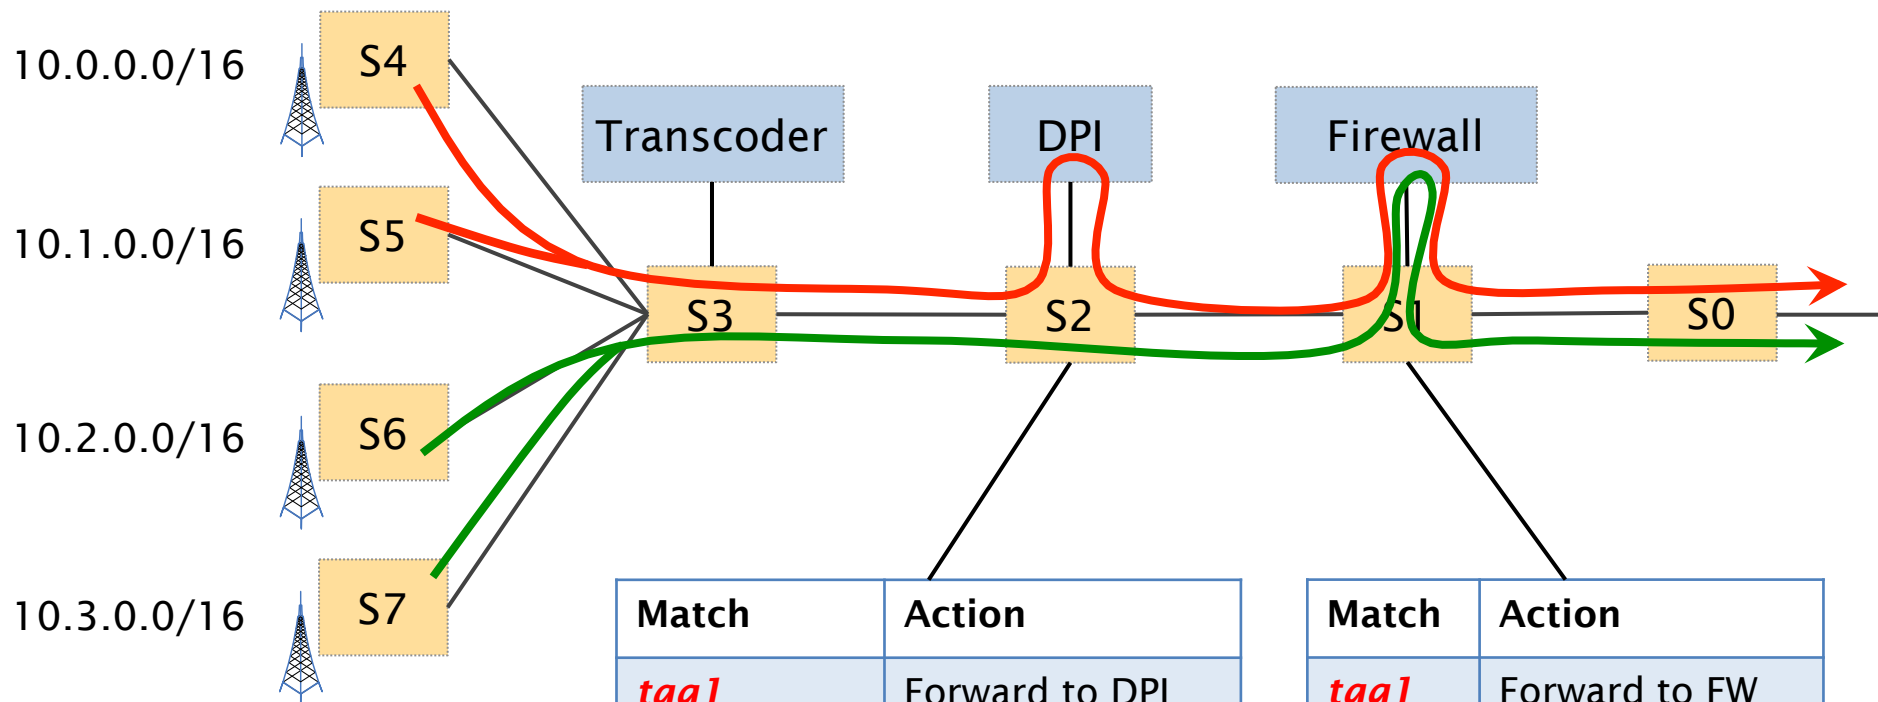 10.0.0.0/16
S4
Transcoder
DPI
Firewall
10.1.0.0/16
S5
S3
S2
S1
S0
10.2.0.0/16
S6
10.3.0.0/16
S7
Match Action
tag1 Forward to DPI
Match Action
tag1 Forward to FW